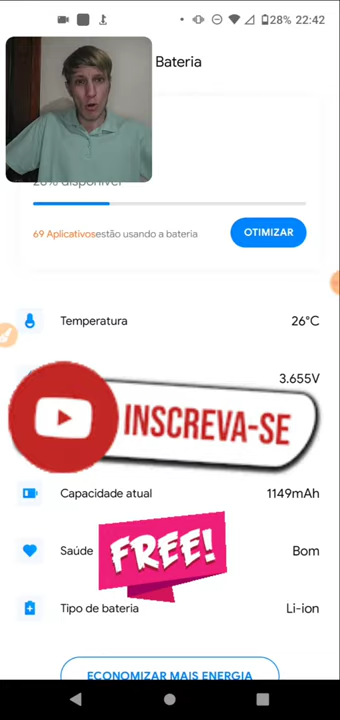 28% 22:42
Bateria
disponível
69 Aplicativos estão usando a bateria
OTIMIZAR
Temperatura 26°C
3.655V
INSCREVA-SE
Capacidade atual 1149mAh
Saúde FREE! Bom
Tipo de bateria Li-ion
ECONOMIZAR MAIS ENERGIA